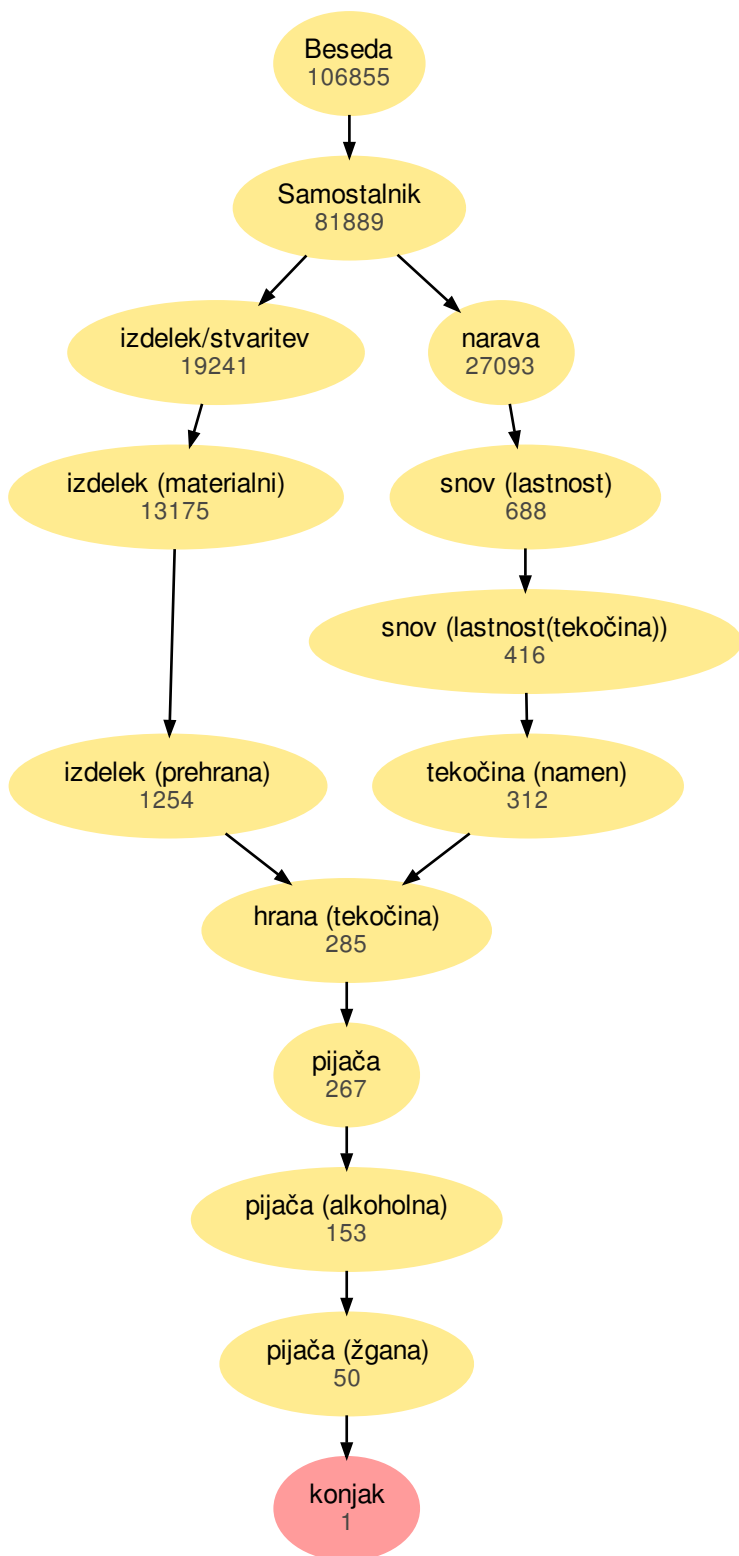 Beseda
106855
Samostalnik
81889
izdelek/stvaritev
19241
narava
27093
izdelek (materialni)
13175
snov (lastnost)
688
snov (lastnost(tekočina))
416
izdelek (prehrana)
1254
tekočina (namen)
312
hrana (tekočina)
285
pijača
267
pijača (alkoholna)
153
pijača (žgana)
50
konjak
1